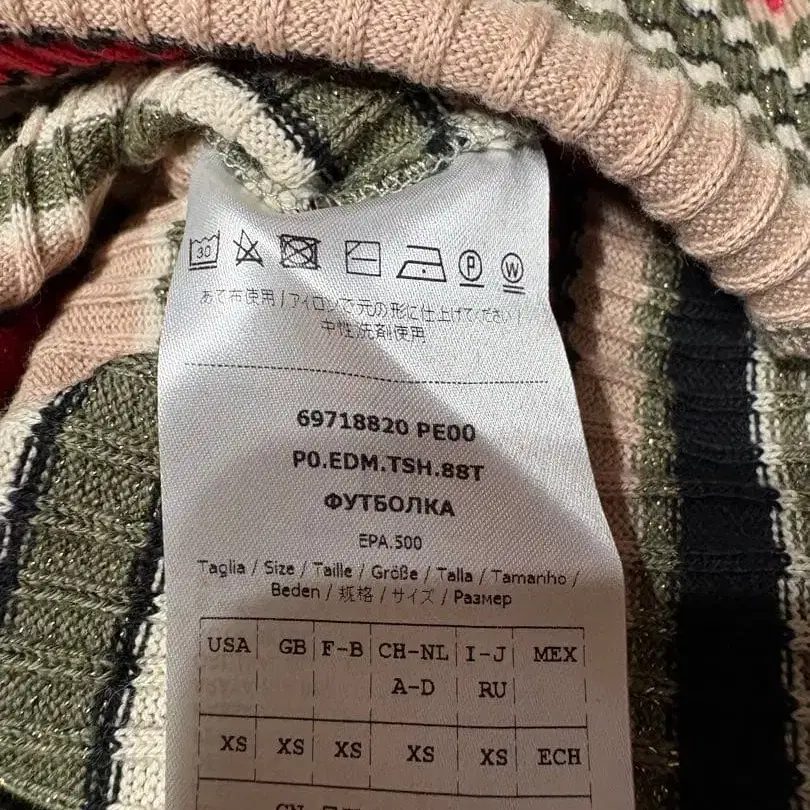 30
P
W
あて布使用 | アイロンで元の形に仕上げてください |
中性洗剤使用
69718820 PE00
P0.EDM.TSH.88T
ФУТБОЛКА
EPA.500
Taglia / Size / Taille / Größe / Talla / Tamanho /
Beden / 规格 / サイズ / Размер
USA GB F-B CH-NL I-J MEX
A-D RU
XS XS XS XS XS ECH
CN